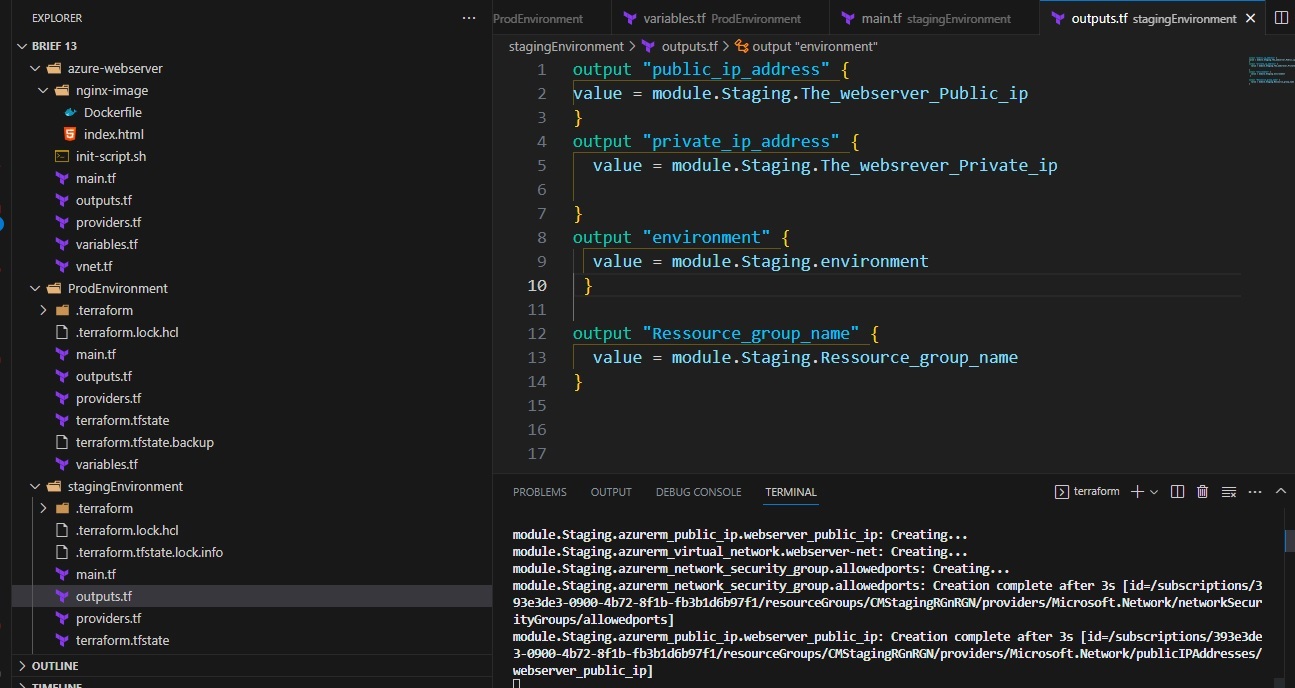 EXPLORER
BRIEF 13
azure-webserver
nginx-image
Dockerfile
index.html
init-script.sh
main.tf
outputs.tf
providers.tf
variables.tf
vnet.tf
ProdEnvironment
.terraform
.terraform.lock.hcl
main.tf
outputs.tf
providers.tf
terraform.tfstate
terraform.tfstate.backup
variables.tf
stagingEnvironment
.terraform
.terraform.lock.hcl
.terraform.tfstate.lock.info
main.tf
outputs.tf
providers.tf
terraform.tfstate
OUTLINE
TIMELINE
ProdEnvironment
variables.tf ProdEnvironment
main.tf stagingEnvironment
outputs.tf stagingEnvironment
stagingEnvironment > outputs.tf > output "environment"
1 output "public_ip_address" {
2 value = module.Staging.The_webserver_Public_ip
3 }
4 output "private_ip_address" {
5 value = module.Staging.The_websrever_Private_ip
6
7 }
8 output "environment" {
9 value = module.Staging.environment
10 }
11
12 output "Ressource_group_name" {
13 value = module.Staging.Ressource_group_name
14 }
15
16
17
PROBLEMS OUTPUT DEBUG CONSOLE TERMINAL
terraform
module.Staging.azurerm_public_ip.webserver_public_ip: Creating...
module.Staging.azurerm_virtual_network.webserver-net: Creating...
module.Staging.azurerm_network_security_group.allowedports: Creating...
module.Staging.azurerm_network_security_group.allowedports: Creation complete after 3s [id=/subscriptions/3
93e3de3-0900-4b72-8f1b-fb3b1d6b97f1/resourceGroups/CMStagingRGnRGN/providers/Microsoft.Network/networkSecur
ityGroups/allowedports]
module.Staging.azurerm_public_ip.webserver_public_ip: Creation complete after 3s [id=/subscriptions/393e3de
3-0900-4b72-8f1b-fb3b1d6b97f1/resourceGroups/CMStagingRGnRGN/providers/Microsoft.Network/publicIPAddresses/
webserver_public_ip]